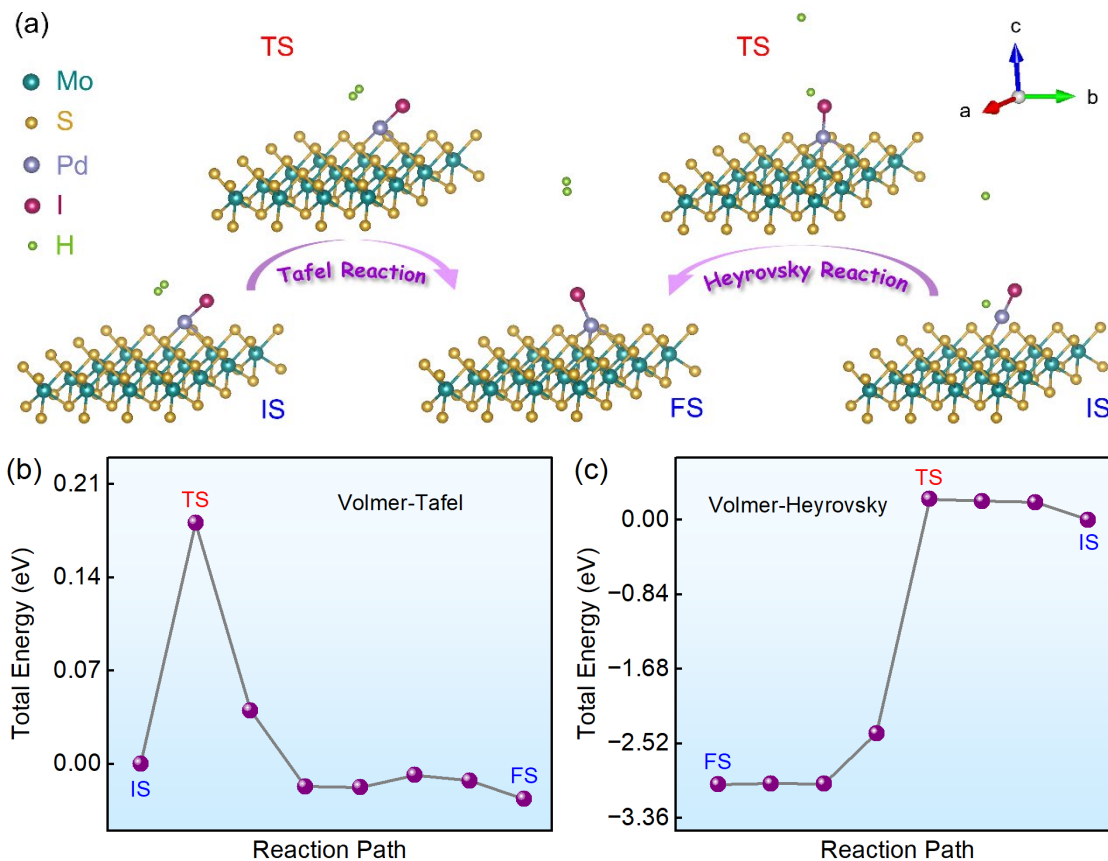 (a)
TS
TS
c
b
a
Mo
S
Pd
I
H
Tafel Reaction
Heyrovsky Reaction
IS
FS
IS
(b)
(c)
0.21
0.14
0.07
0.00
Total Energy (eV)
TS
Volmer-Tafel
IS
FS
Reaction Path
0.00
−0.84
−1.68
−2.52
−3.36
Total Energy (eV)
TS
Volmer-Heyrovsky
IS
FS
Reaction Path